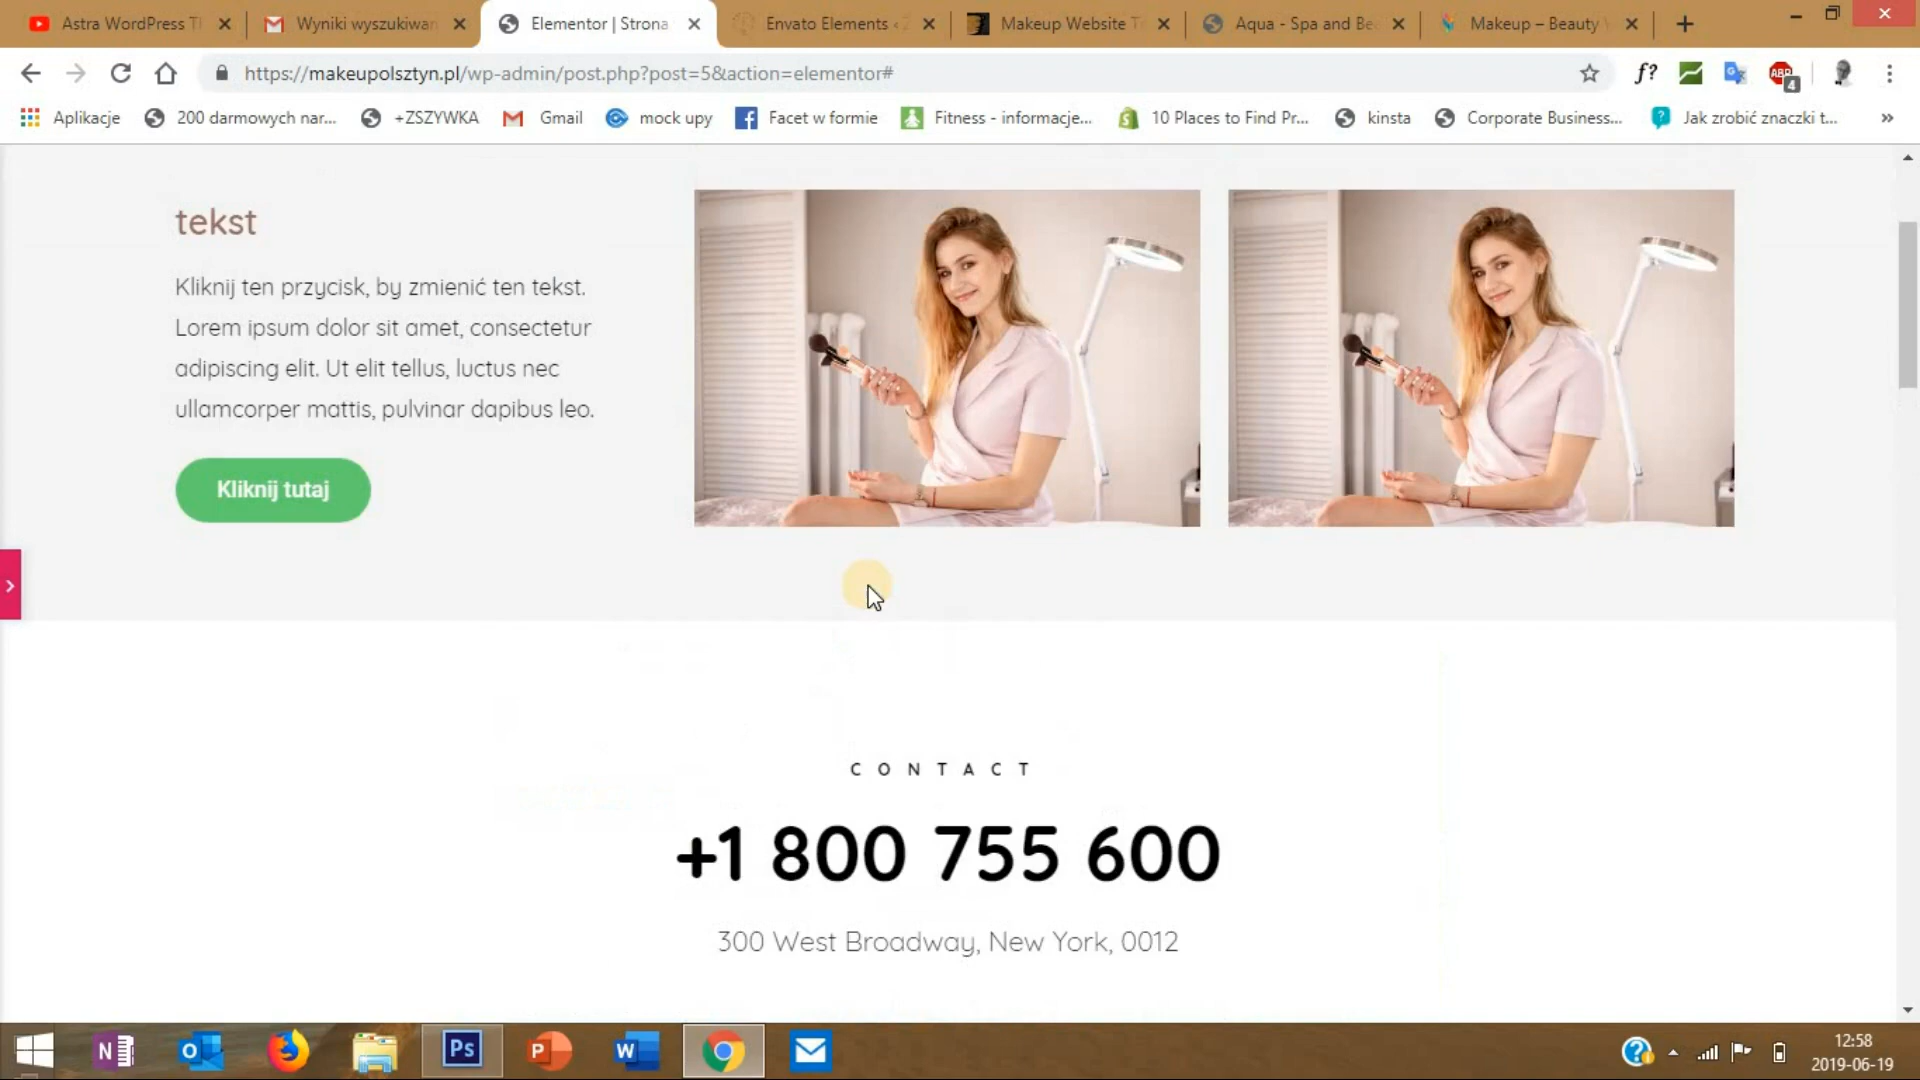 Astra WordPress T
Wyniki wyszukiwan
Elementor | Strona
Envato Elements ‹
Makeup Website T
Aqua - Spa and Be
Makeup – Beauty
https://makeupolsztyn.pl/wp-admin/post.php?post=5&action=elementor#
f?
ABP
4
Aplikacje
200 darmowych nar...
+ZSZYWKA
Gmail
mock upy
Facet w formie
Fitness - informacje...
10 Places to Find Pr...
kinsta
Corporate Business...
Jak zrobić znaczki t...
»
tekst
Kliknij ten przycisk, by zmienić ten tekst.
Lorem ipsum dolor sit amet, consectetur
adipiscing elit. Ut elit tellus, luctus nec
ullamcorper mattis, pulvinar dapibus leo.
Kliknij tutaj
CONTACT
+1 800 755 600
300 West Broadway, New York, 0012
Ps
12:58
2019-06-19